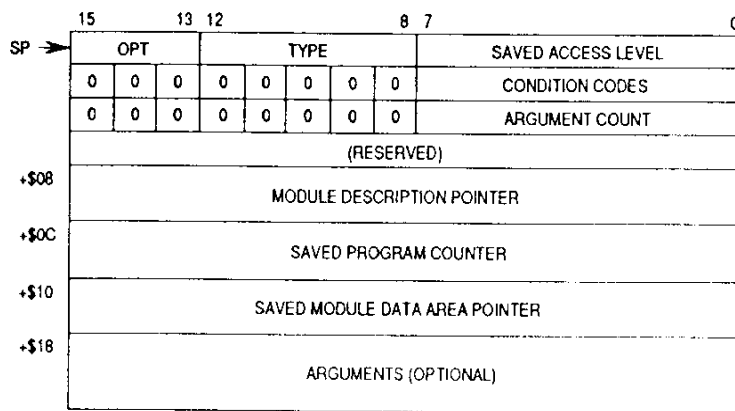 15 13 12 8 7 0
SP OPT TYPE SAVED ACCESS LEVEL
0 0 0 0 0 0 0 0 CONDITION CODES
0 0 0 0 0 0 0 0 ARGUMENT COUNT
(RESERVED)
+$08
MODULE DESCRIPTION POINTER
+$0C
SAVED PROGRAM COUNTER
+$10
SAVED MODULE DATA AREA POINTER
+$18
ARGUMENTS (OPTIONAL)